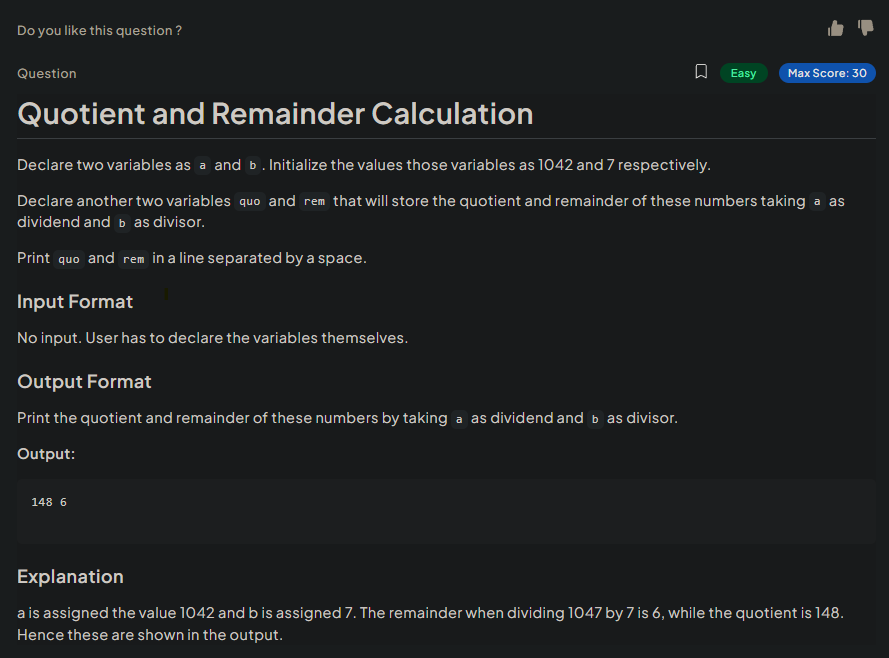 Do you like this question ?
Question
Easy
Max Score: 30
Quotient and Remainder Calculation
Declare two variables as a and b. Initialize the values those variables as 1042 and 7 respectively.
Declare another two variables quo and rem that will store the quotient and remainder of these numbers taking a as
dividend and b as divisor.
Print quo and rem in a line separated by a space.
Input Format
No input. User has to declare the variables themselves.
Output Format
Print the quotient and remainder of these numbers by taking a as dividend and b as divisor.
Output:
148 6
Explanation
a is assigned the value 1042 and b is assigned 7. The remainder when dividing 1047 by 7 is 6, while the quotient is 148.
Hence these are shown in the output.